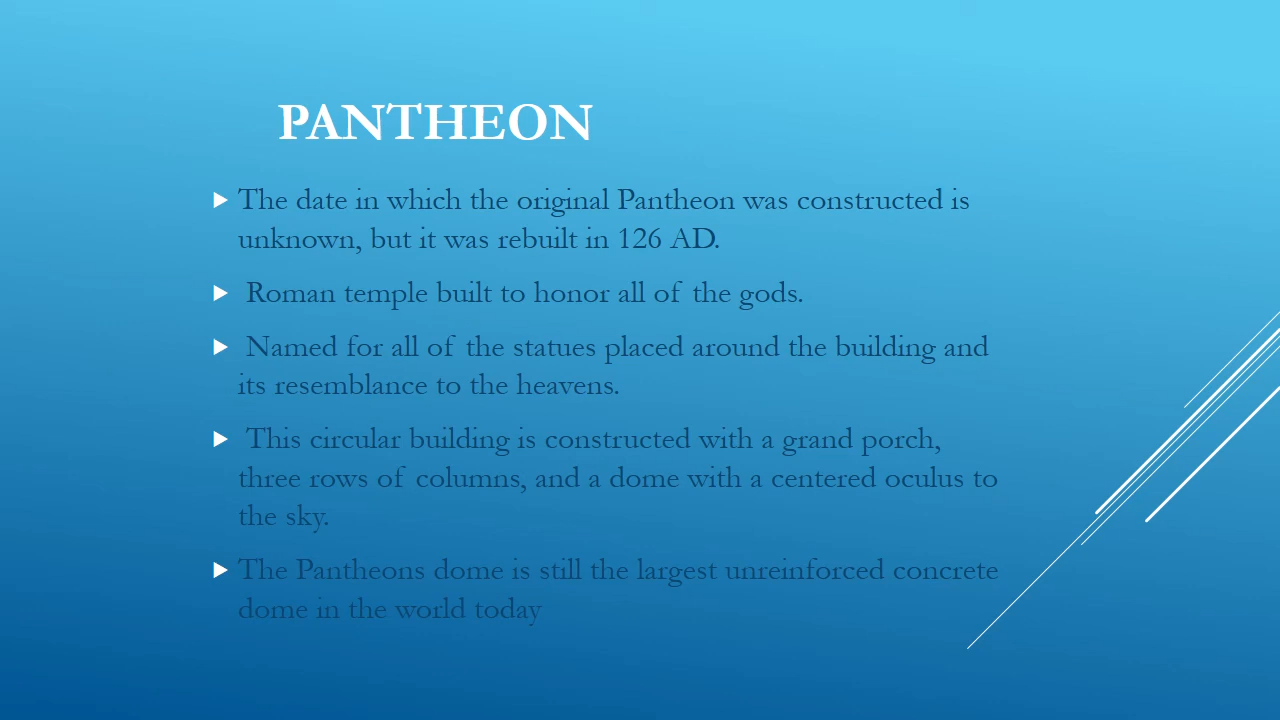 PANTHEON
The date in which the original Pantheon was constructed is
unknown, but it was rebuilt in 126 AD.
Roman temple built to honor all of the gods.
Named for all of the statues placed around the building and
its resemblance to the heavens.
This circular building is constructed with a grand porch,
three rows of columns, and a dome with a centered oculus to
the sky.
The Pantheons dome is still the largest unreinforced concrete
dome in the world today